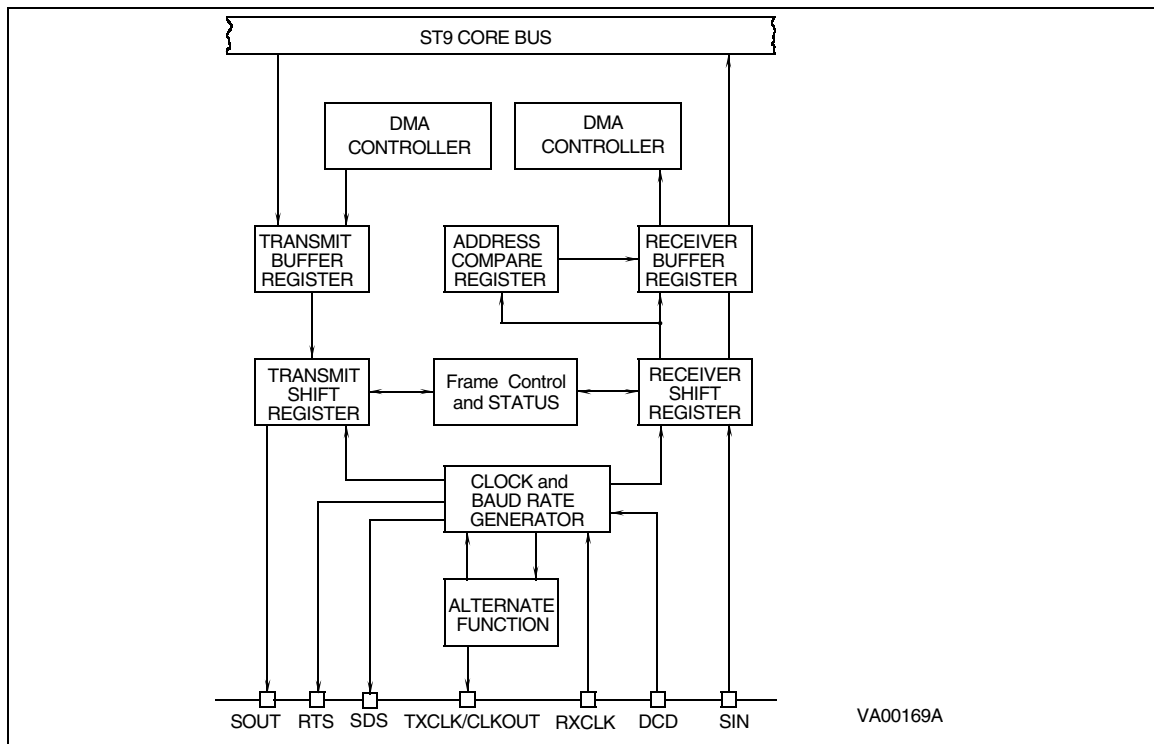 ST9 CORE BUS
DMA
CONTROLLER
DMA
CONTROLLER
TRANSMIT
BUFFER
REGISTER
ADDRESS
COMPARE
REGISTER
RECEIVER
BUFFER
REGISTER
TRANSMIT
SHIFT
REGISTER
Frame Control
and STATUS
RECEIVER
SHIFT
REGISTER
CLOCK and
BAUD RATE
GENERATOR
ALTERNATE
FUNCTION
SOUT RTS SDS TXCLK/CLKOUT RXCLK DCD SIN
VA00169A